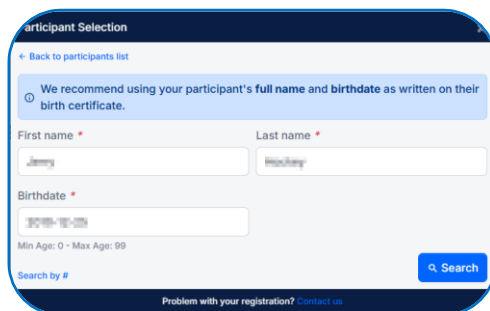 articipant Selection
← Back to participants list
We recommend using your participant's full name and birthdate as written on their
birth certificate.
First name *
Last name *
Birthdate *
Min Age: 0 - Max Age: 99
Search by #
Search
Problem with your registration? Contact us